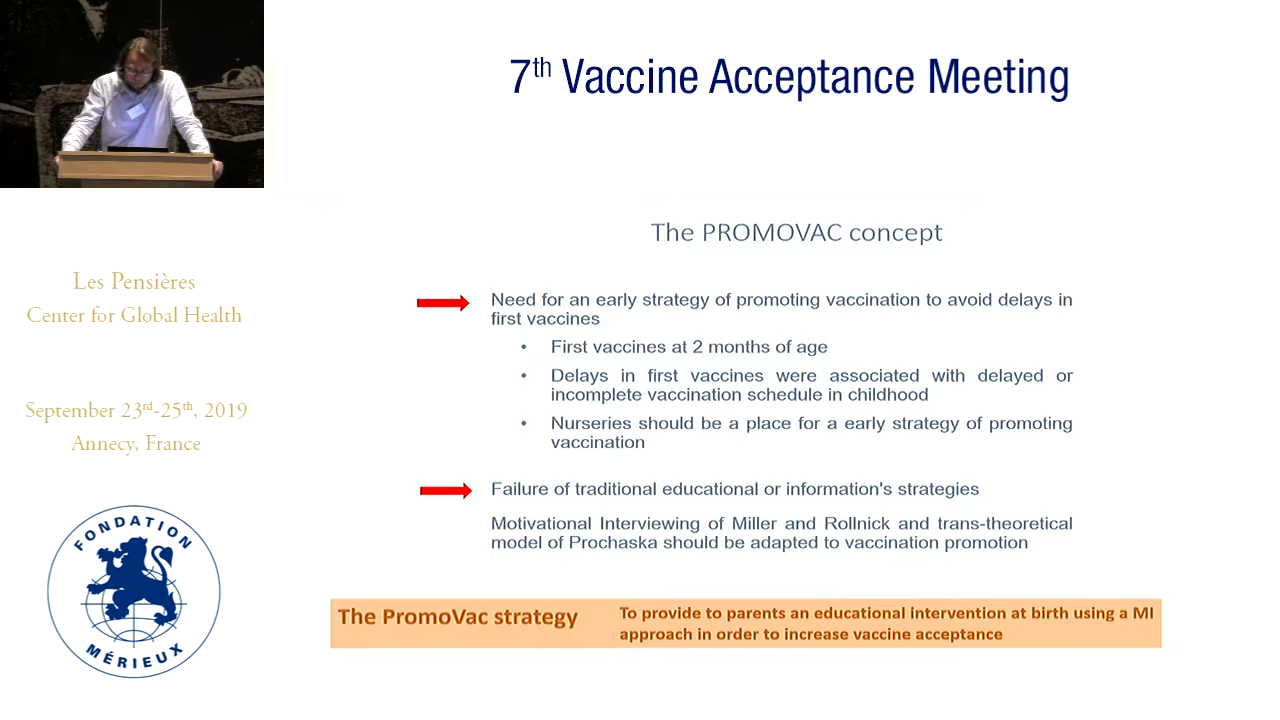 7th Vaccine Acceptance Meeting
Les Pensières
Center for Global Health
September 23rd-25th, 2019
Annecy, France
FONDATION
MÉRIEUX
The PROMOVAC concept
Need for an early strategy of promoting vaccination to avoid delays in
first vaccines
• First vaccines at 2 months of age
• Delays in first vaccines were associated with delayed or
incomplete vaccination schedule in childhood
• Nurseries should be a place for a early strategy of promoting
vaccination
Failure of traditional educational or information's strategies
Motivational Interviewing of Miller and Rollnick and trans-theoretical
model of Prochaska should be adapted to vaccination promotion
The PromoVac strategy
To provide to parents an educational intervention at birth using a MI
approach in order to increase vaccine acceptance